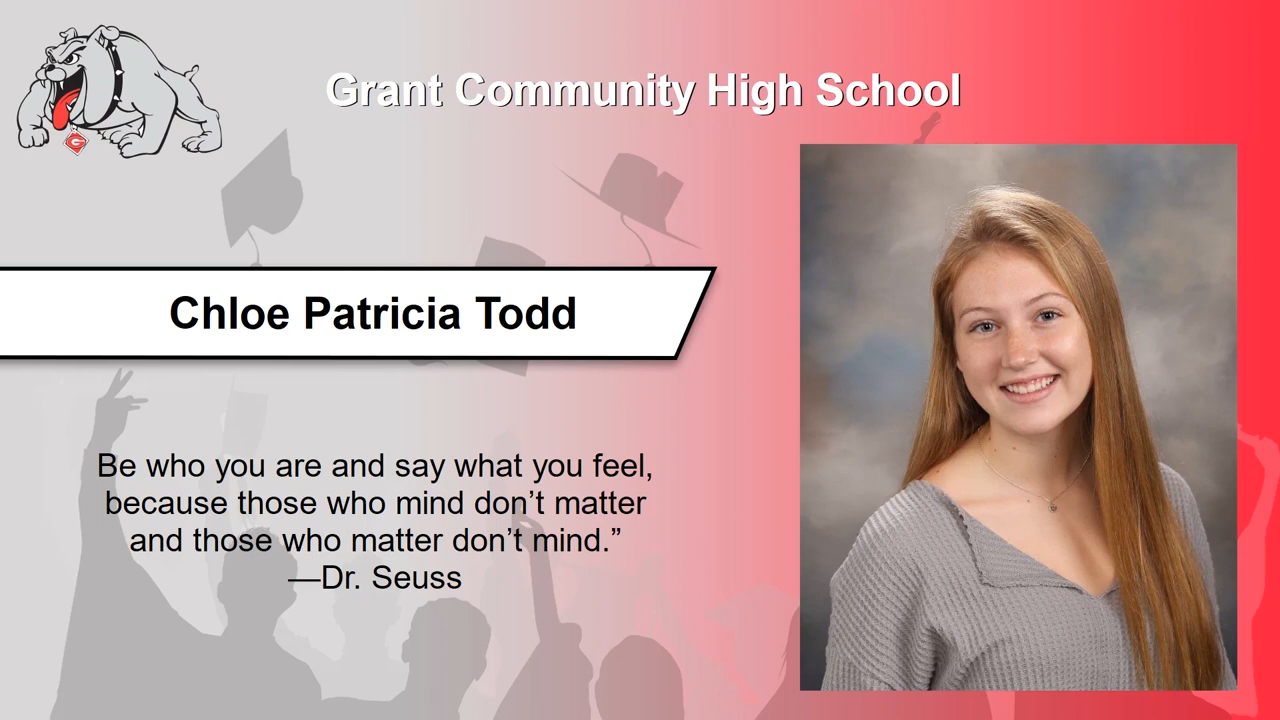 Grant Community High School
Chloe Patricia Todd
Be who you are and say what you feel,
because those who mind don’t matter
and those who matter don’t mind.”
—Dr. Seuss
G